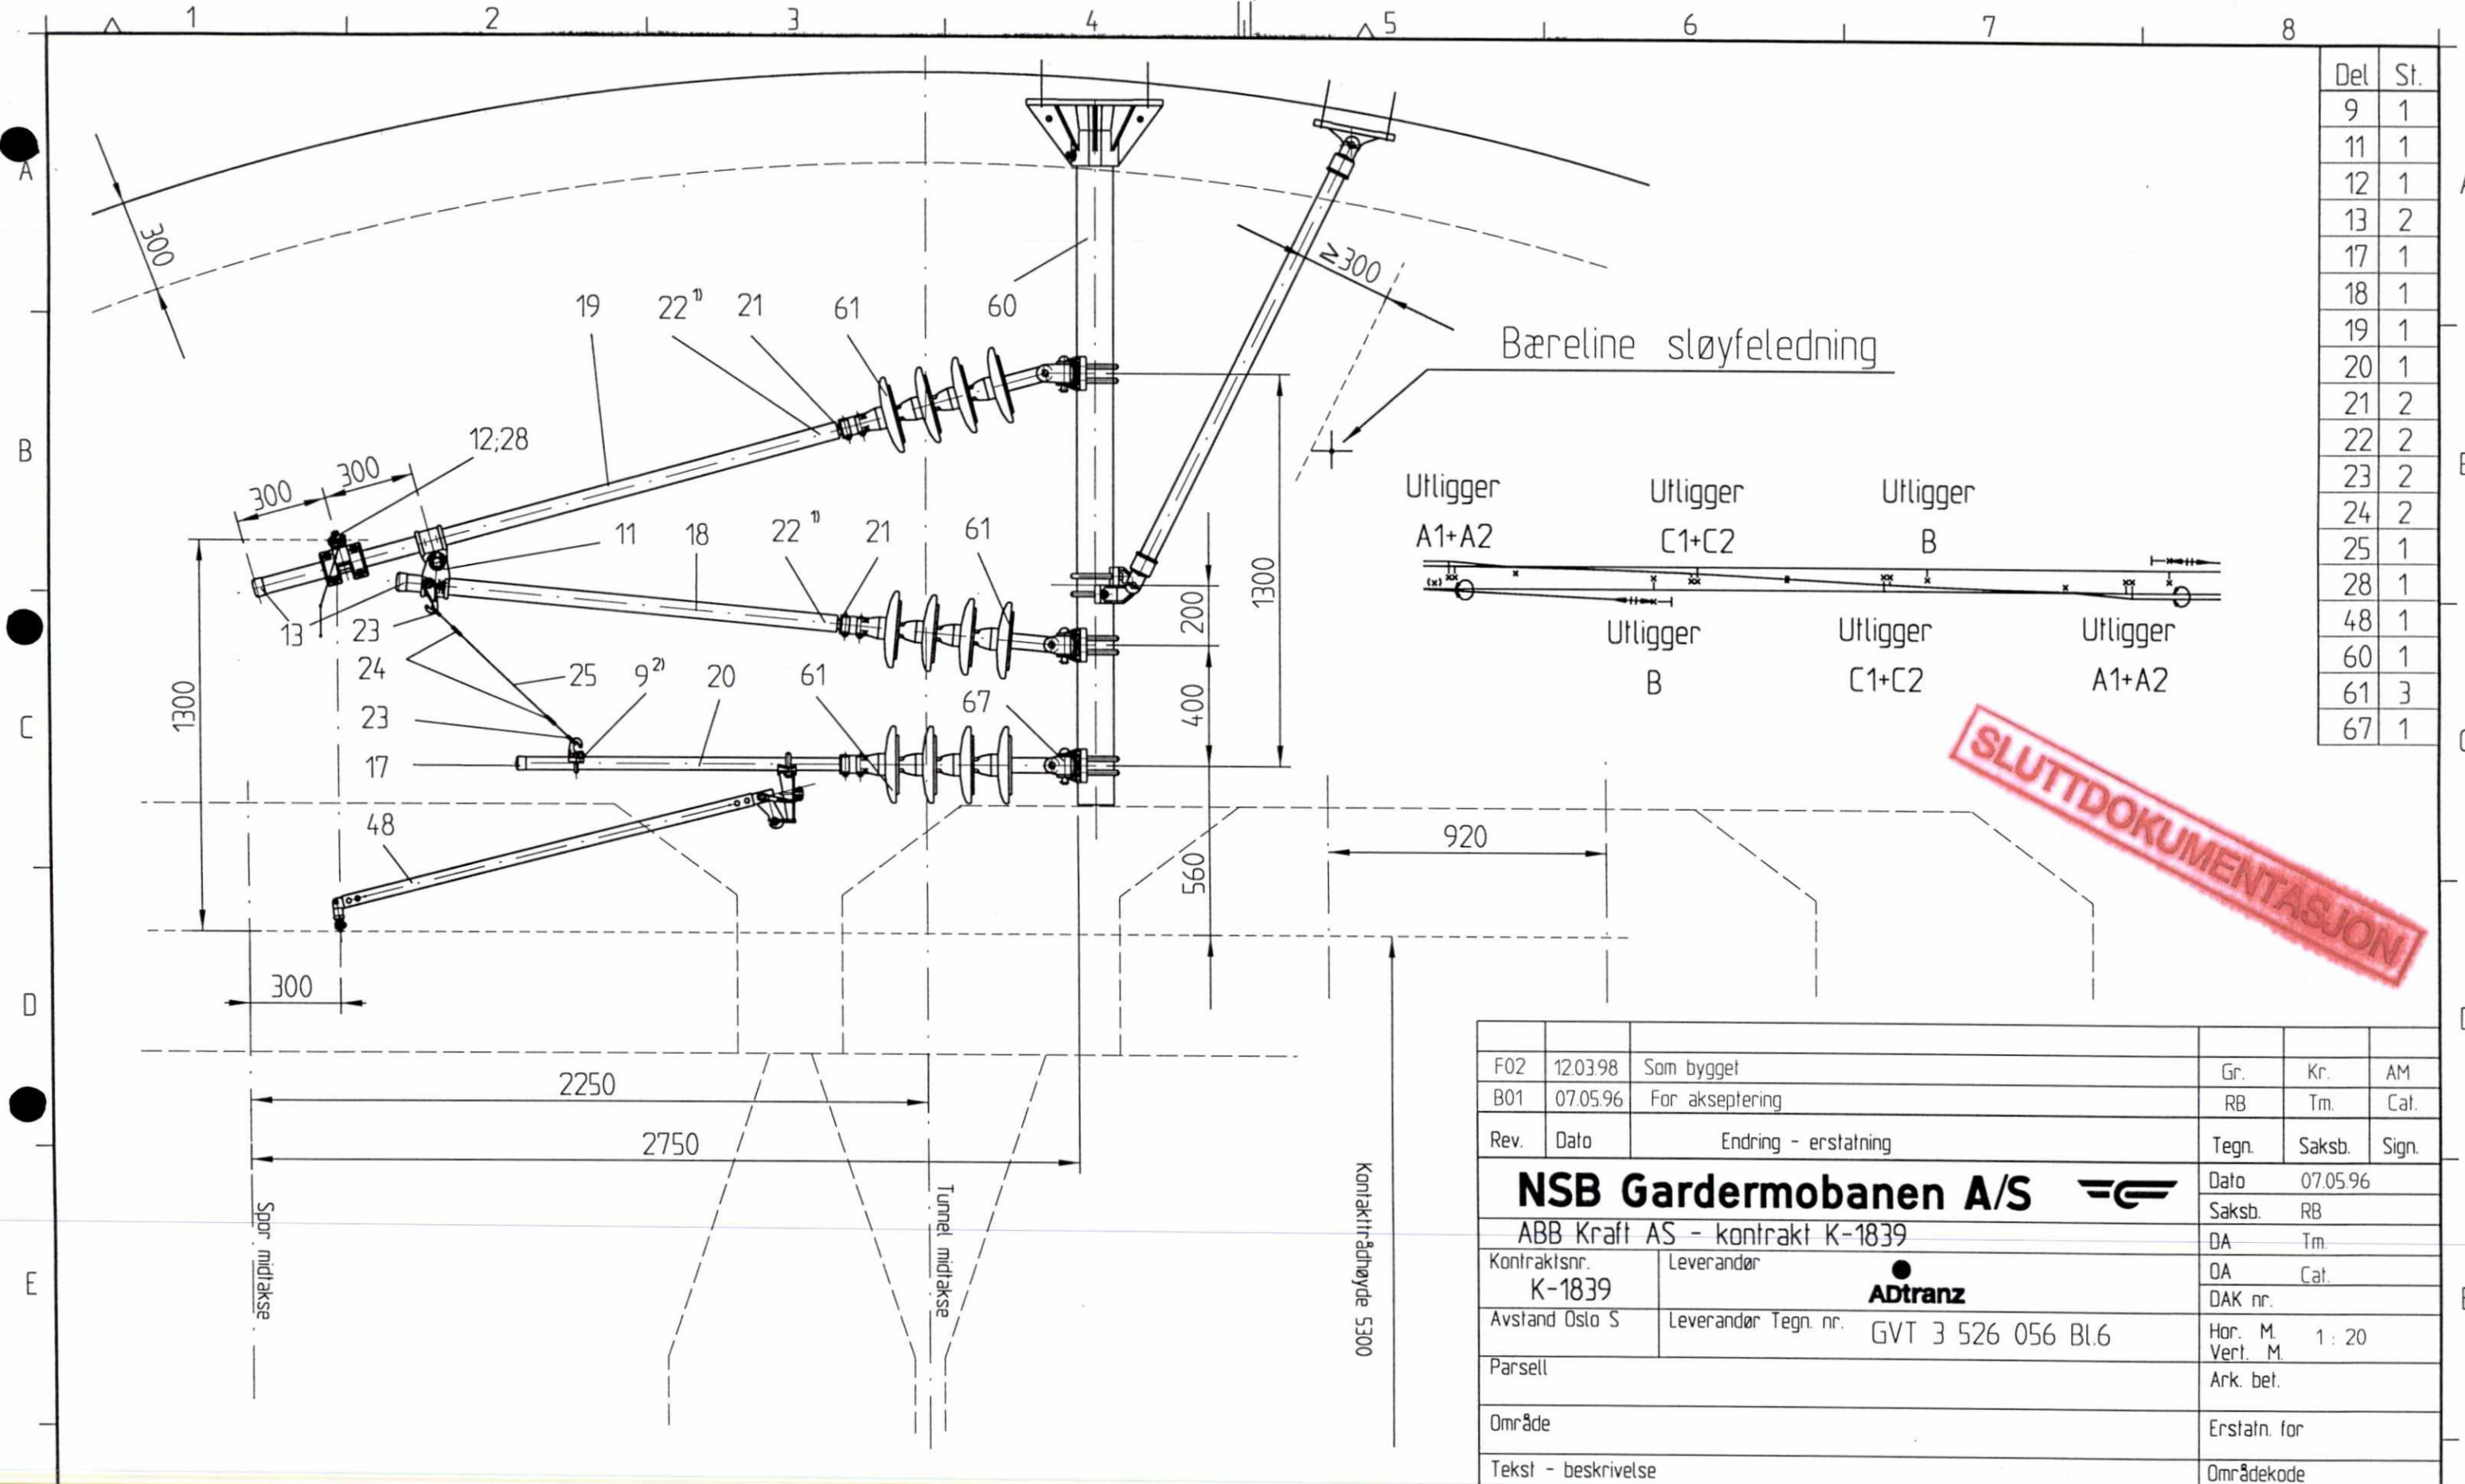 1 2 3 4 5 6 7 8
A
B
C
D
E
Del St.
9 1
11 1
12 1
13 2
17 1
18 1
19 1
20 1
21 2
22 2
23 2
24 2
25 1
28 1
48 1
60 1
61 3
67 1
300
19 22 1) 21 61 60
≥300
Bæreline sløyfeledning
12;28
300 300
11 18 22 1) 21 61
13 23
24 25 9 2) 20 61
23 67
17
48
1300
1300
200
400
560
920
300
2250
2750
Spor midtakse
Tunnel midtakse
Kontakttrådhøyde 5300
Utligger Utligger Utligger
A1+A2 C1+C2 B
(x)
Utligger Utligger Utligger
B C1+C2 A1+A2
SLUTTDOKUMENTASJON
F02 12.03.98 Som bygget Gr. Kr. AM
B01 07.05.96 For akseptering RB Tm. Cat.
Rev. Dato Endring - erstatning Tegn. Saksb. Sign.
NSB Gardermobanen A/S
ABB Kraft AS - kontrakt K-1839
Dato 07.05.96
Saksb. RB
DA Tm.
OA Cat.
DAK nr.
Kontraktsnr.
K-1839
Leverandør
ADtranz
Avstand Oslo S
Leverandør Tegn. nr. GVT 3 526 056 Bl.6
Hor. M. 1 : 20
Vert. M.
Parsell
Ark. bet.
Område
Erstatn. for
Tekst - beskrivelse
Områdekode